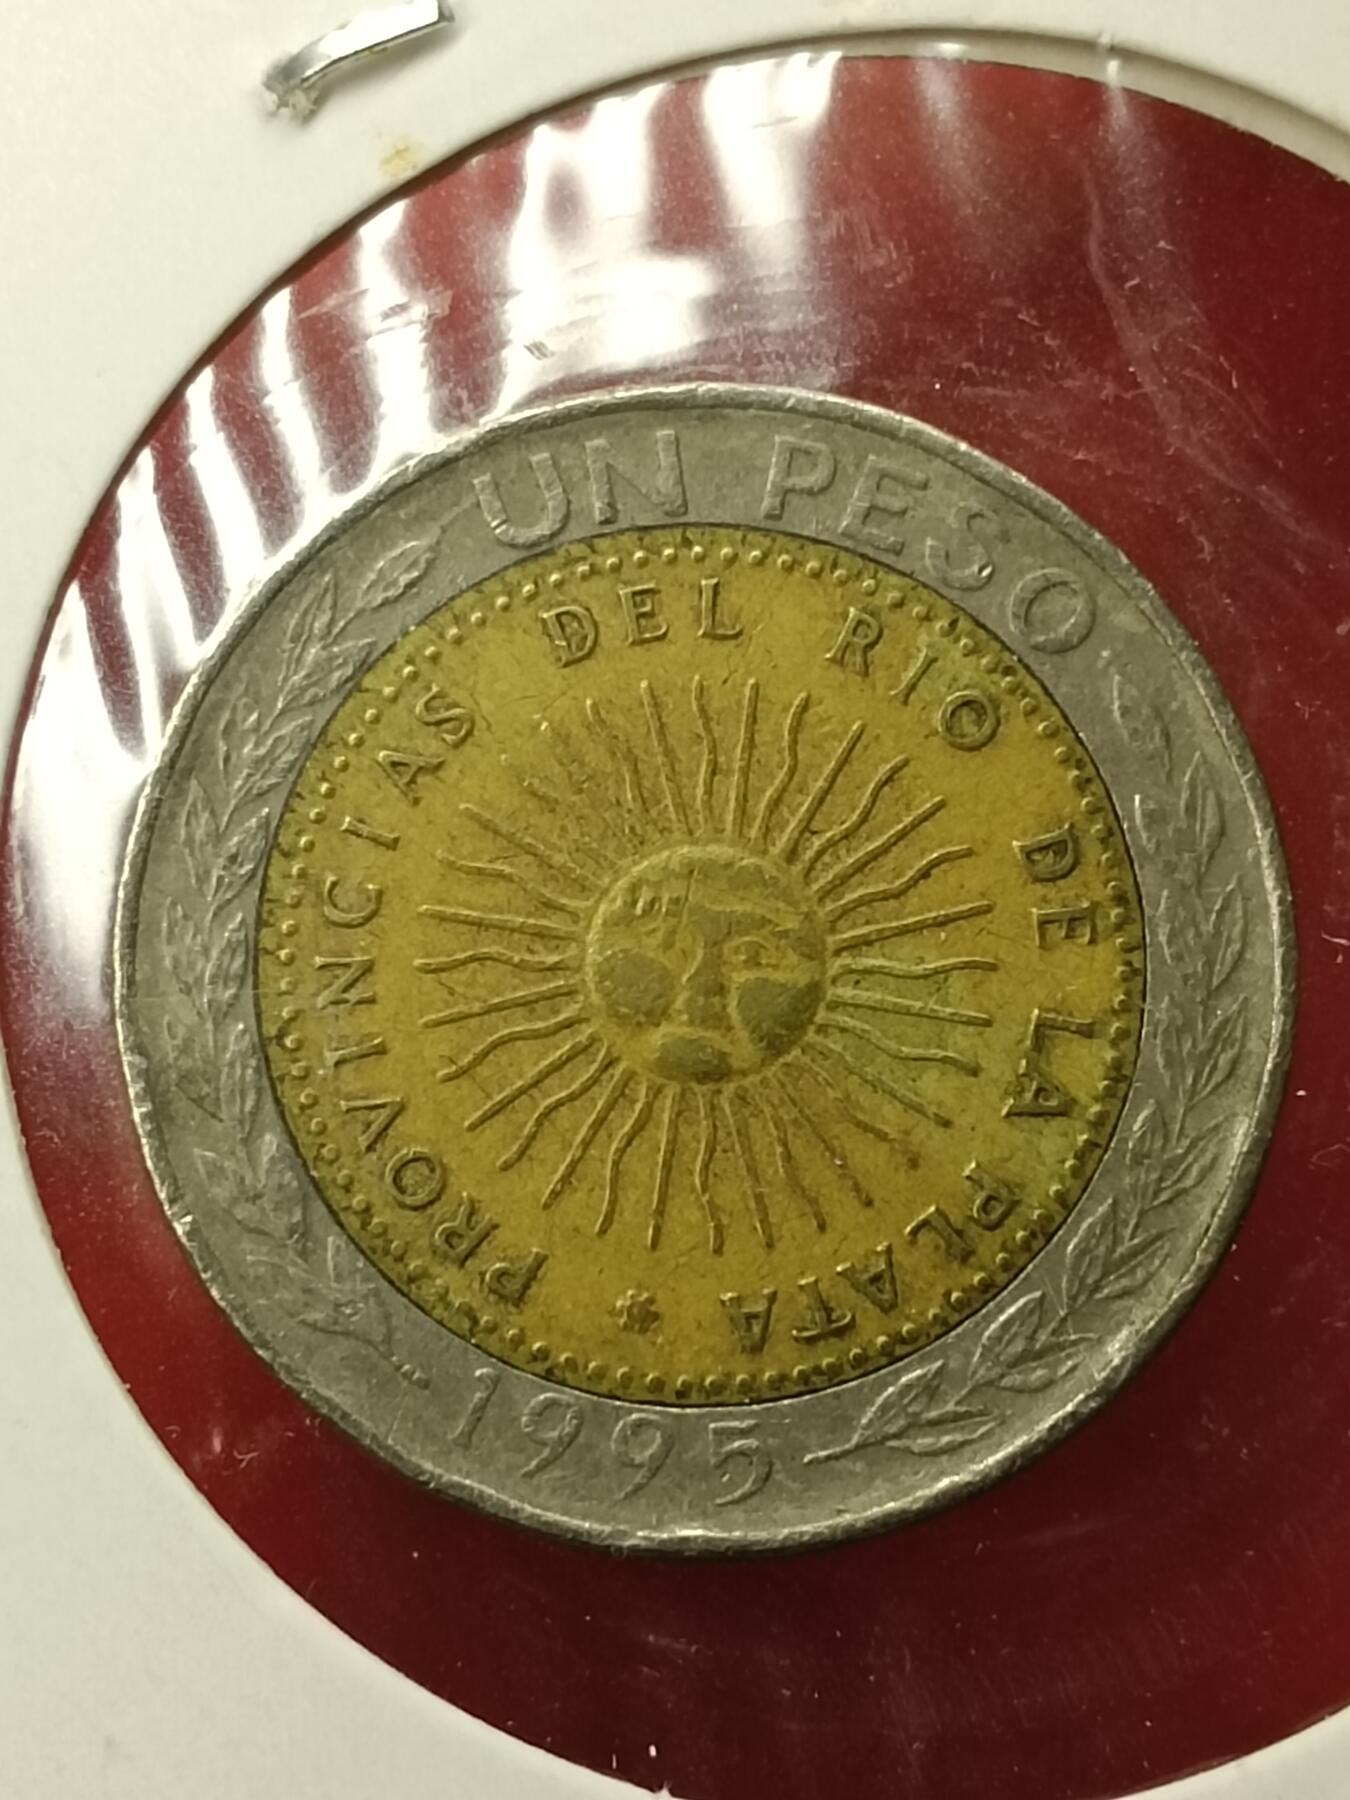 UN PESO
PROVINCIAS DEL RIO DE LA PLATA
1995